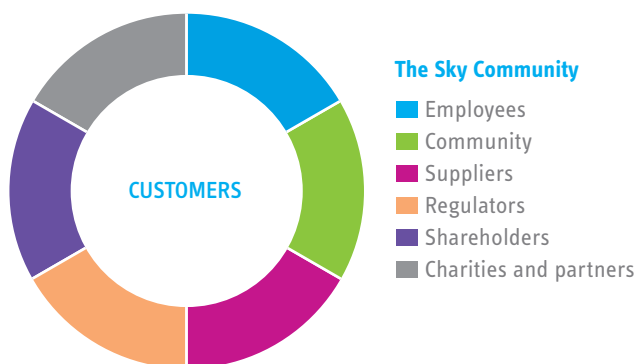 CUSTOMERS
The Sky Community
Employees
Community
Suppliers
Regulators
Shareholders
Charities and partners